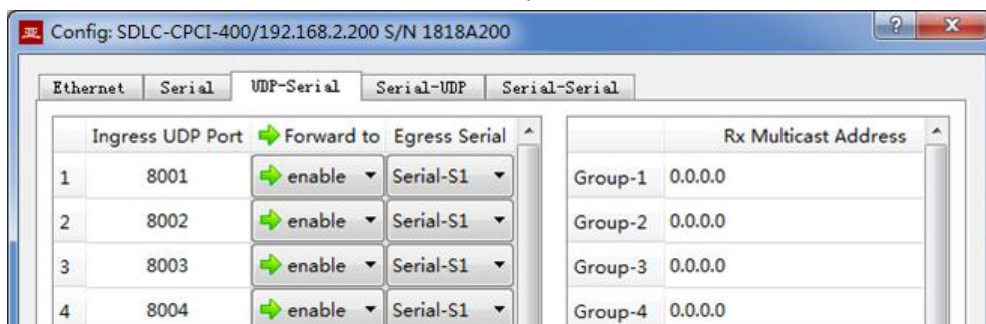 亚 Config: SDLC-CPCI-400/192.168.2.200 S/N 1818A200 ? X
Ethernet Serial UDP-Serial Serial-UDP Serial-Serial
Ingress UDP Port Forward to Egress Serial Rx Multicast Address
1 8001 enable Serial-S1 Group-1 0.0.0.0
2 8002 enable Serial-S1 Group-2 0.0.0.0
3 8003 enable Serial-S1 Group-3 0.0.0.0
4 8004 enable Serial-S1 Group-4 0.0.0.0